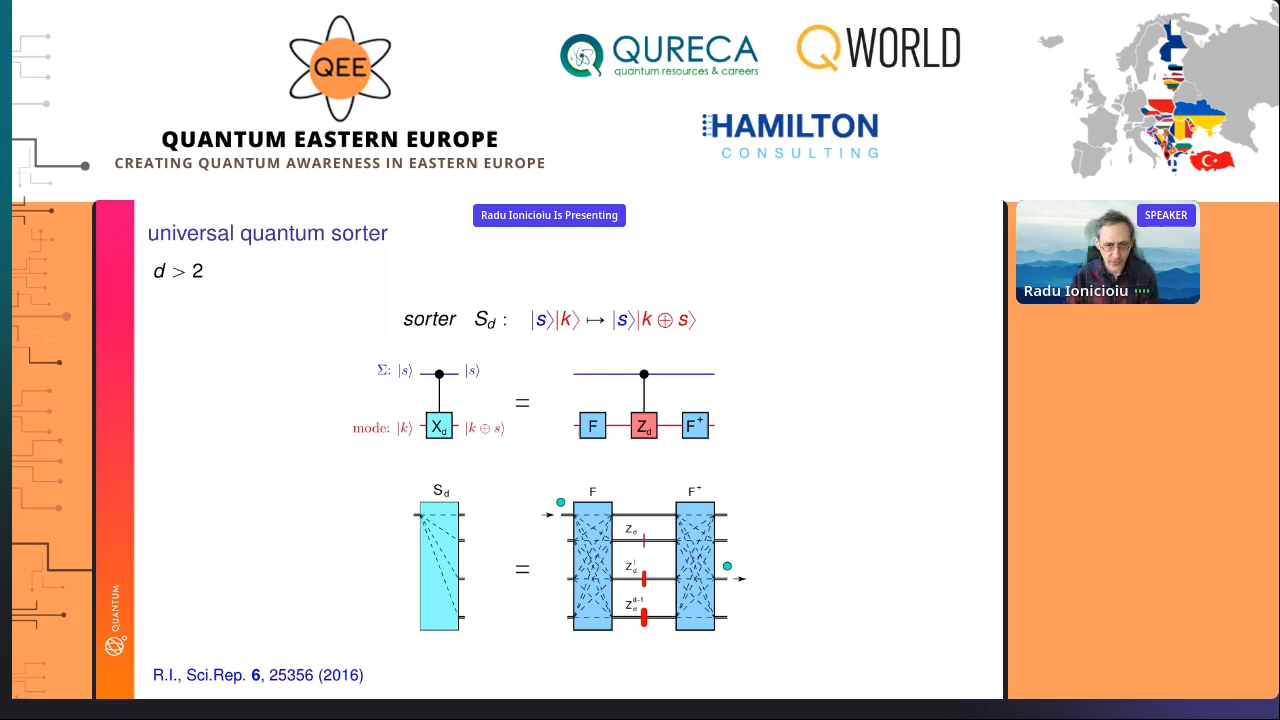 QEE
QUANTUM EASTERN EUROPE
CREATING QUANTUM AWARENESS IN EASTERN EUROPE
QURECA
quantum resources & careers
QWORLD
HAMILTON
CONSULTING
Radu Ionicioiu Is Presenting
SPEAKER
Radu Ionicioiu
universal quantum sorter
d > 2
sorter S_d : |s⟩|k⟩ ↦ |s⟩|k ⊕ s⟩
Σ: |s⟩ |s⟩
=
mode: |k⟩ X_d |k ⊕ s⟩ F Z_d F⁺
S_d F F⁺
Z_d
Z_d^j
=
Z_d^{d-1}
QUANTUM
R.I., Sci.Rep. 6, 25356 (2016)